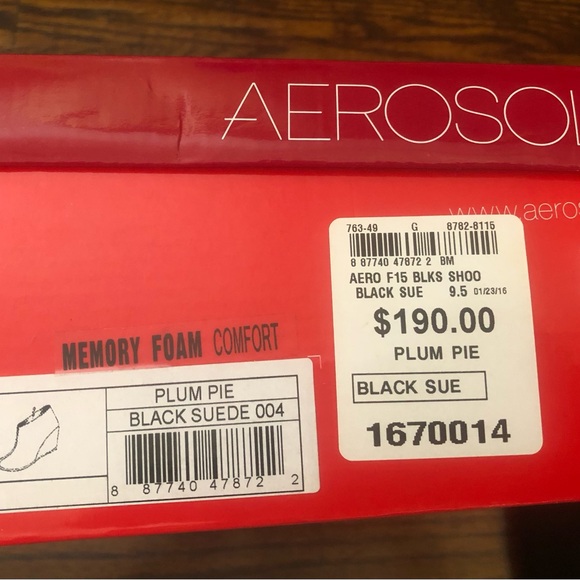 AEROSOL
www.aeros
763-49 G 8782-8115
8 87740 47872 2 BM
AERO F15 BLKS SHOO
BLACK SUE 9.5 01/23/16
$190.00
PLUM PIE
BLACK SUE
1670014
MEMORY FOAM COMFORT
PLUM PIE
BLACK SUEDE 004
8 87740 47872 2